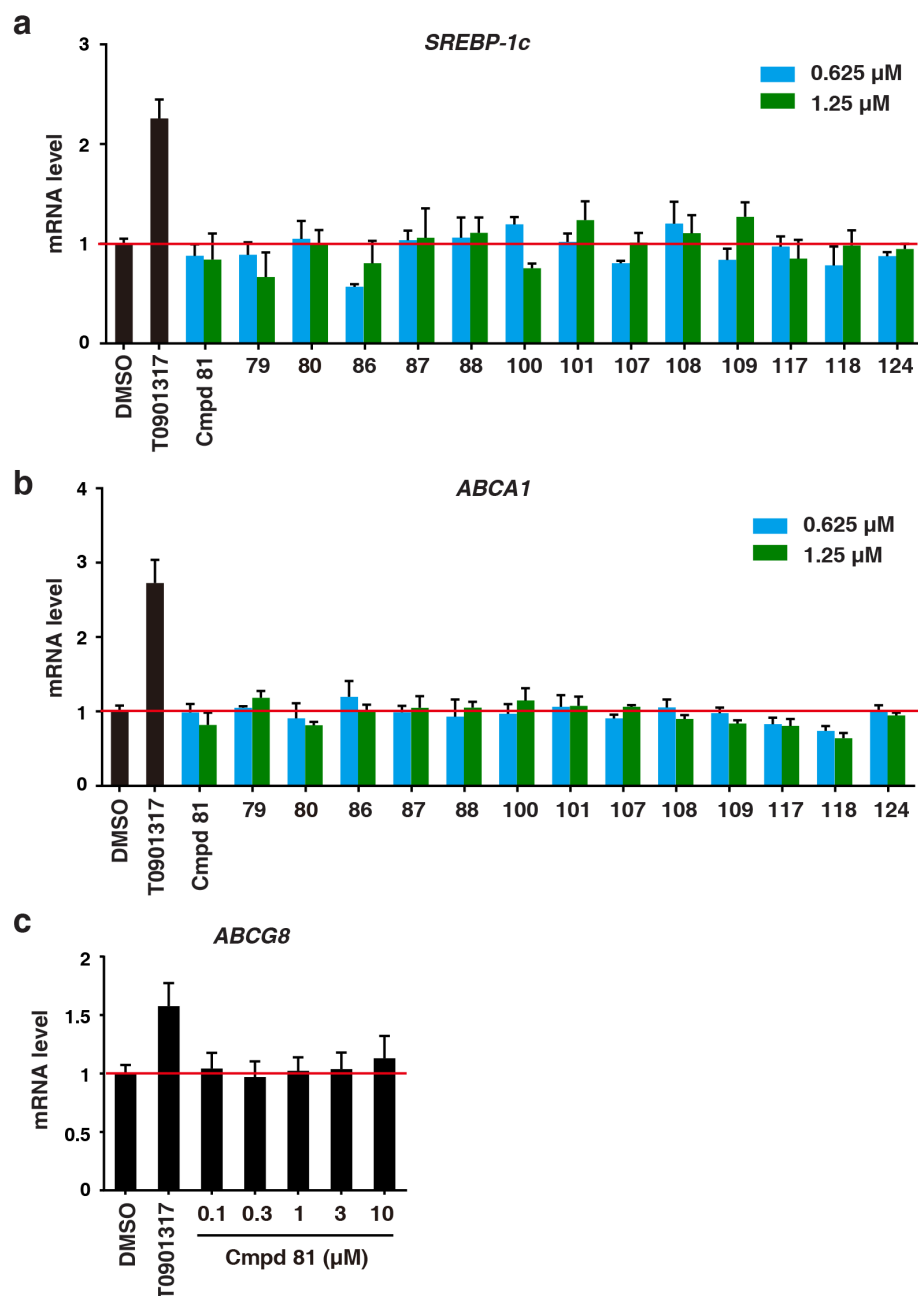 a
SREBP-1c
3
2
1
0
mRNA level
0.625 µM
1.25 µM
DMSO
T0901317
Cmpd 81
79 80 86 87 88 100 101 107 108 109 117 118 124
b
ABCA1
4
3
2
1
0
mRNA level
0.625 µM
1.25 µM
DMSO
T0901317
Cmpd 81
79 80 86 87 88 100 101 107 108 109 117 118 124
c
ABCG8
2
1.5
1
0.5
0
mRNA level
DMSO
T0901317
0.1 0.3 1 3 10
Cmpd 81 (µM)